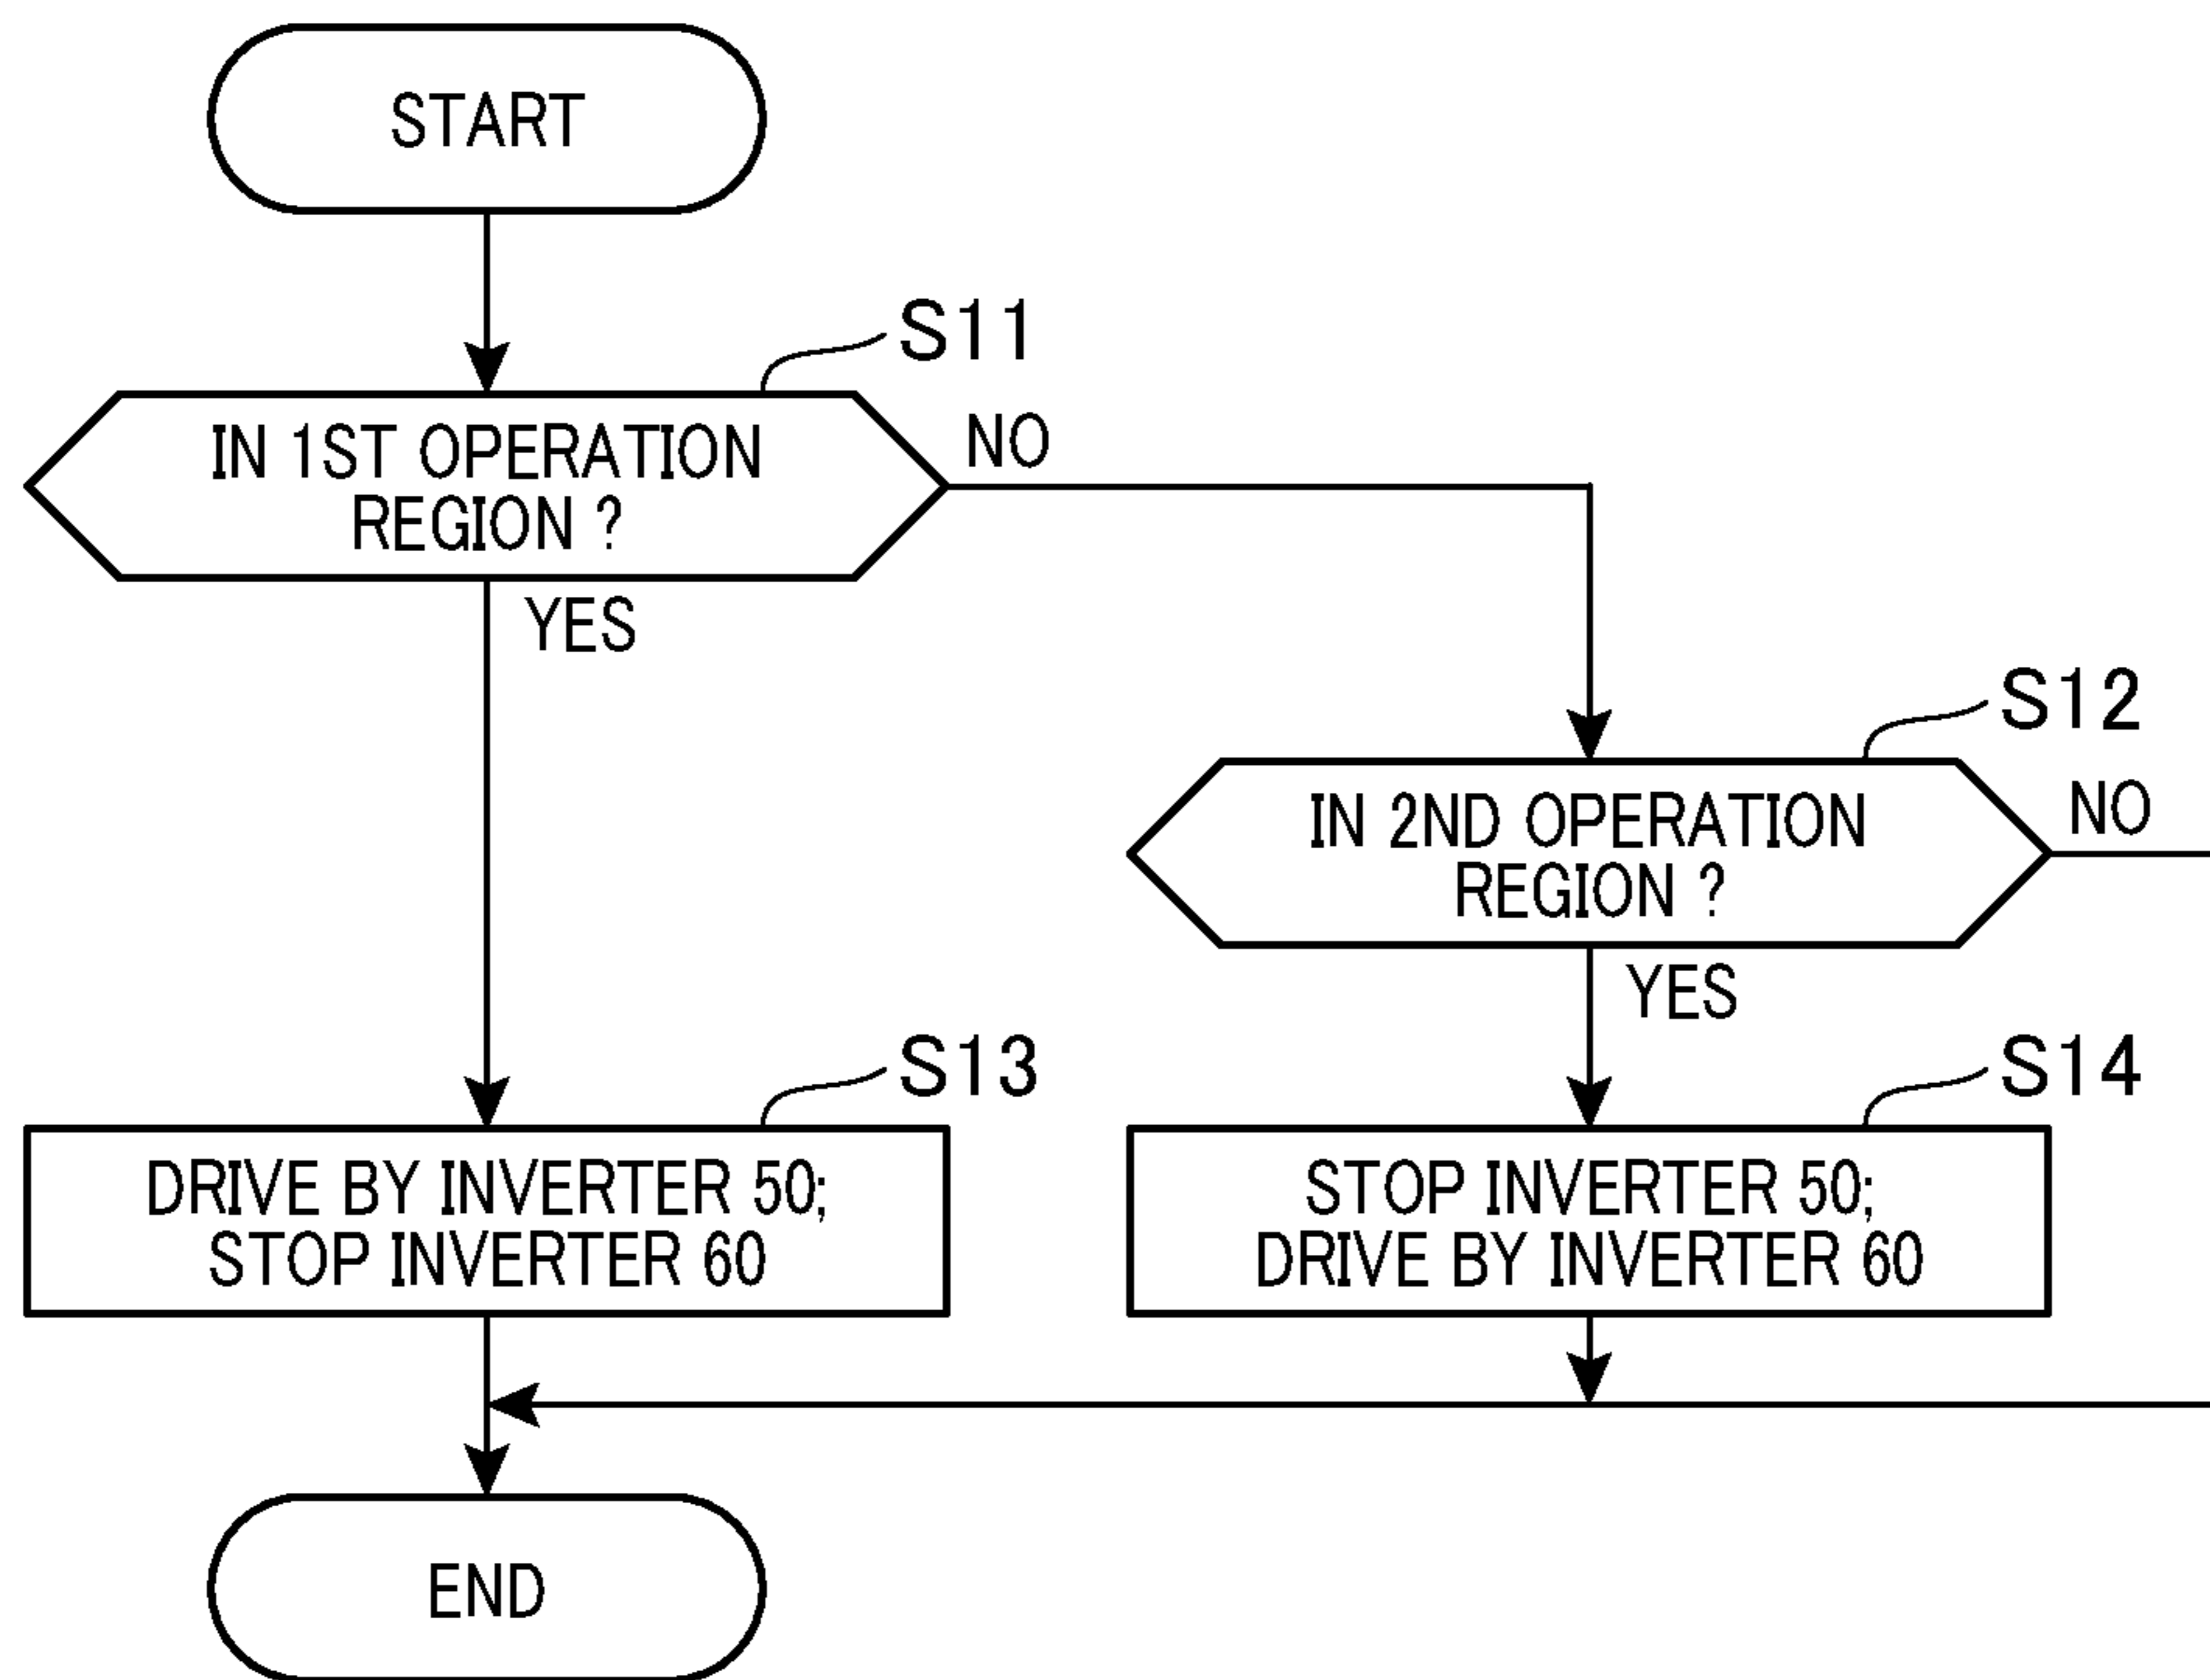 START
S11
IN 1ST OPERATION
REGION ?
NO
YES
S12
IN 2ND OPERATION
REGION ?
NO
YES
S13
DRIVE BY INVERTER 50;
STOP INVERTER 60
S14
STOP INVERTER 50;
DRIVE BY INVERTER 60
END